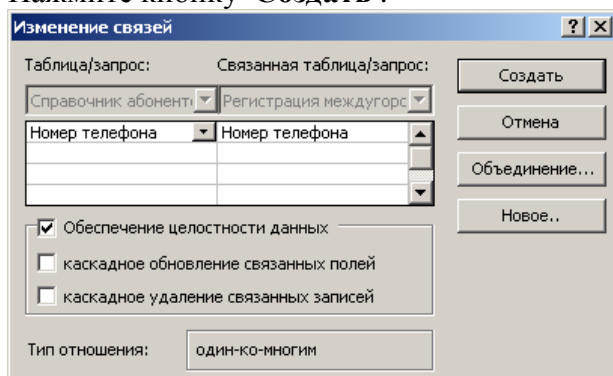 Нажмите кнопку "Создать".
Изменение связей
Таблица/запрос: Связанная таблица/запрос:
Создать
Справочник абоненто Регистрация междугорс
Отмена
Номер телефона Номер телефона
Объединение...
Новое..
Обеспечение целостности данных
каскадное обновление связанных полей
каскадное удаление связанных записей
Тип отношения: один-ко-многим